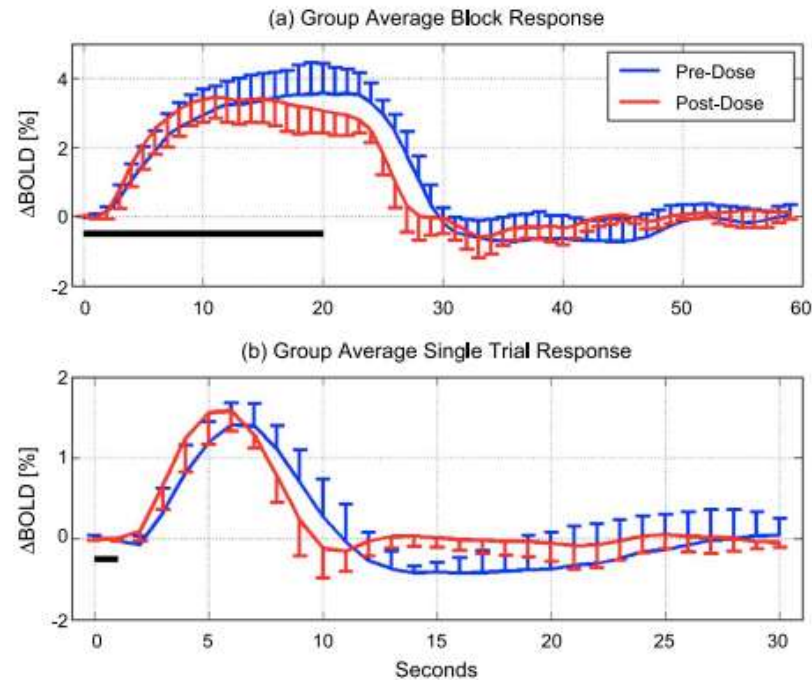 (a) Group Average Block Response
4
2
0
-2
ΔBOLD [%]
Pre-Dose
Post-Dose
0 10 20 30 40 50 60
(b) Group Average Single Trial Response
2
1
0
-2
ΔBOLD [%]
0 5 10 15 20 25 30
Seconds